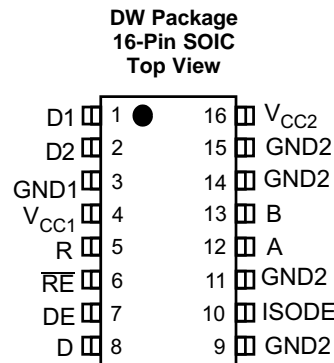 DW Package
16-Pin SOIC
Top View
D1 1 16 VCC2
D2 2 15 GND2
GND1 3 14 GND2
VCC1 4 13 B
R 5 12 A
RE 6 11 GND2
DE 7 10 ISODE
D 8 9 GND2